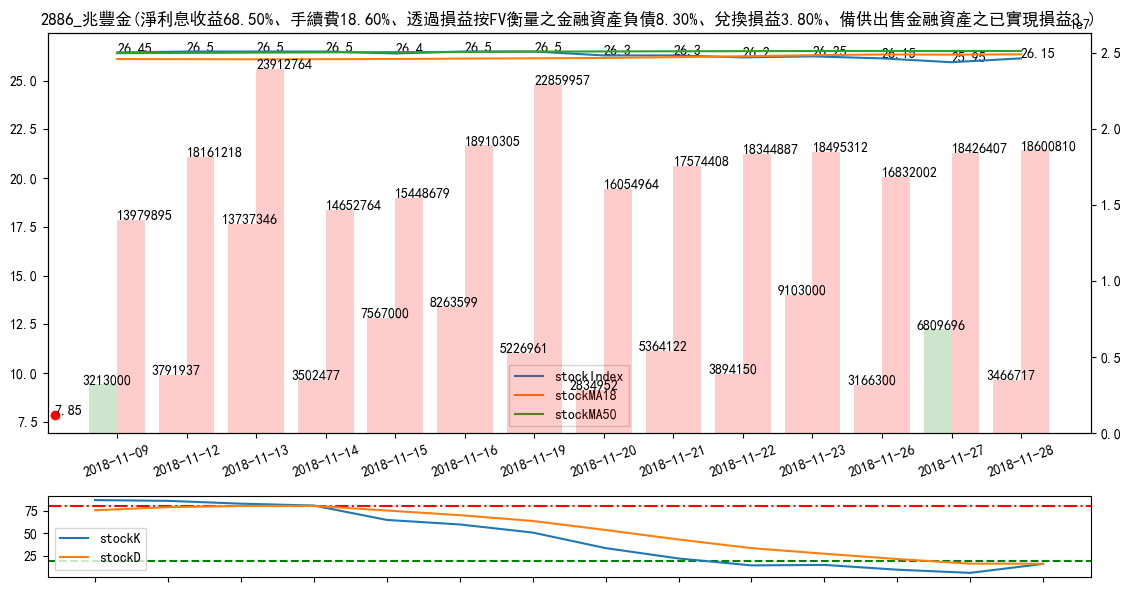 2886_兆豐金(淨利息收益68.50%、手續費18.60%、透過損益按FV衡量之金融資產負債8.30%、兌換損益3.80%、備供出售金融資產之已實現損益3.)
1e7
26.45 26.5 26.5 26.5 26.4 26.5 26.5 26.3 26.3 26.2 26.25 26.15 25.95 26.15
25.0 22.5 20.0 17.5 15.0 12.5 10.0 7.5
2.5 2.0 1.5 1.0 0.5 0.0
13979895 18161218 23912764 14652764 15448679 18910305 22859957 16054964 17574408 18344887 18495312 16832002 18426407 18600810
3213000 3791937 13737346 3502477 7567000 8263599 5226961 2834952 5364122 3894150 9103000 3166300 6809696 3466717
7.85
stockIndex
stockMA18
stockMA50
2018-11-09 2018-11-12 2018-11-13 2018-11-14 2018-11-15 2018-11-16 2018-11-19 2018-11-20 2018-11-21 2018-11-22 2018-11-23 2018-11-26 2018-11-27 2018-11-28
75
50
25
stockK
stockD